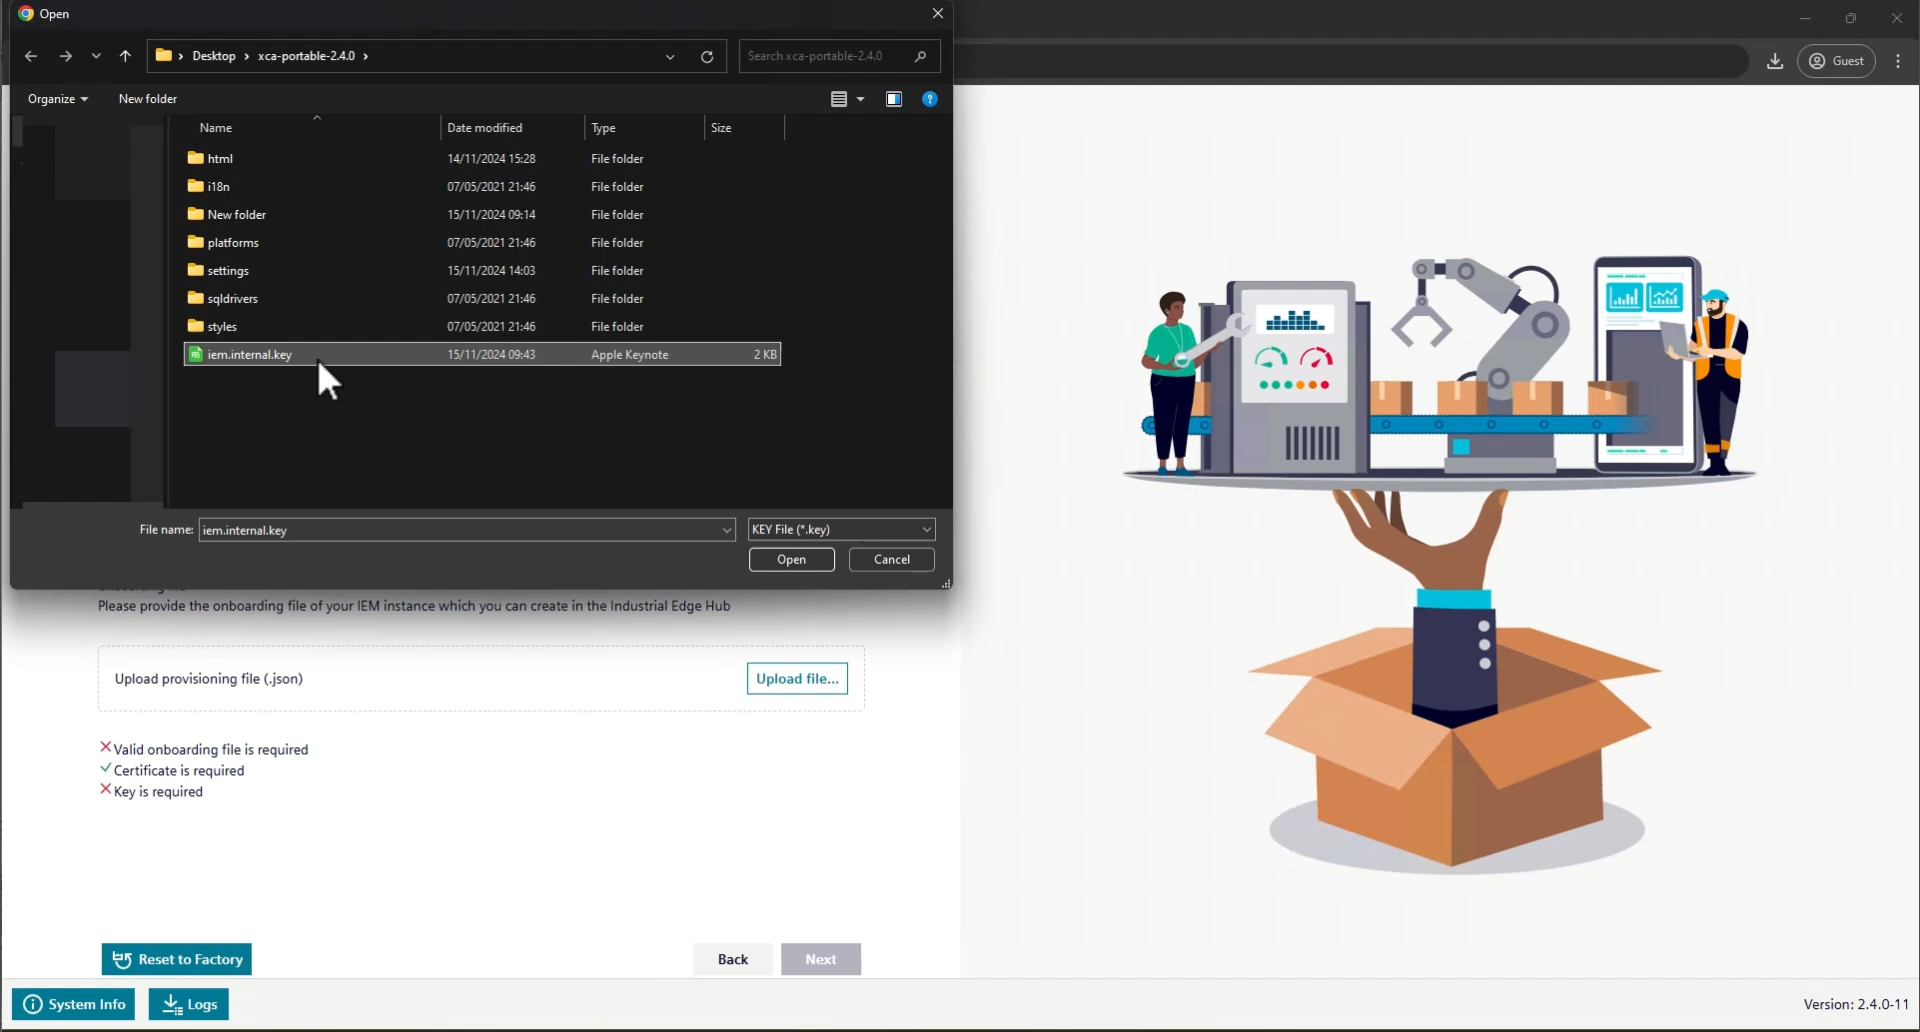 Open
Guest
Desktop > xca-portable-2.4.0 >
Search xca-portable-2.4.0
Organize
New folder
Name Date modified Type Size
html 14/11/2024 15:28 File folder
i18n 07/05/2021 21:46 File folder
New folder 15/11/2024 09:14 File folder
platforms 07/05/2021 21:46 File folder
settings 15/11/2024 14:03 File folder
sqldrivers 07/05/2021 21:46 File folder
styles 07/05/2021 21:46 File folder
iem.internal.key 15/11/2024 09:43 Apple Keynote 2 KB
File name: iem.internal.key KEY File (*.key)
Open Cancel
Please provide the onboarding file of your IEM instance which you can create in the Industrial Edge Hub
Upload provisioning file (.json) Upload file...
Valid onboarding file is required
Certificate is required
Key is required
Reset to Factory Back Next
System Info Logs Version: 2.4.0-11